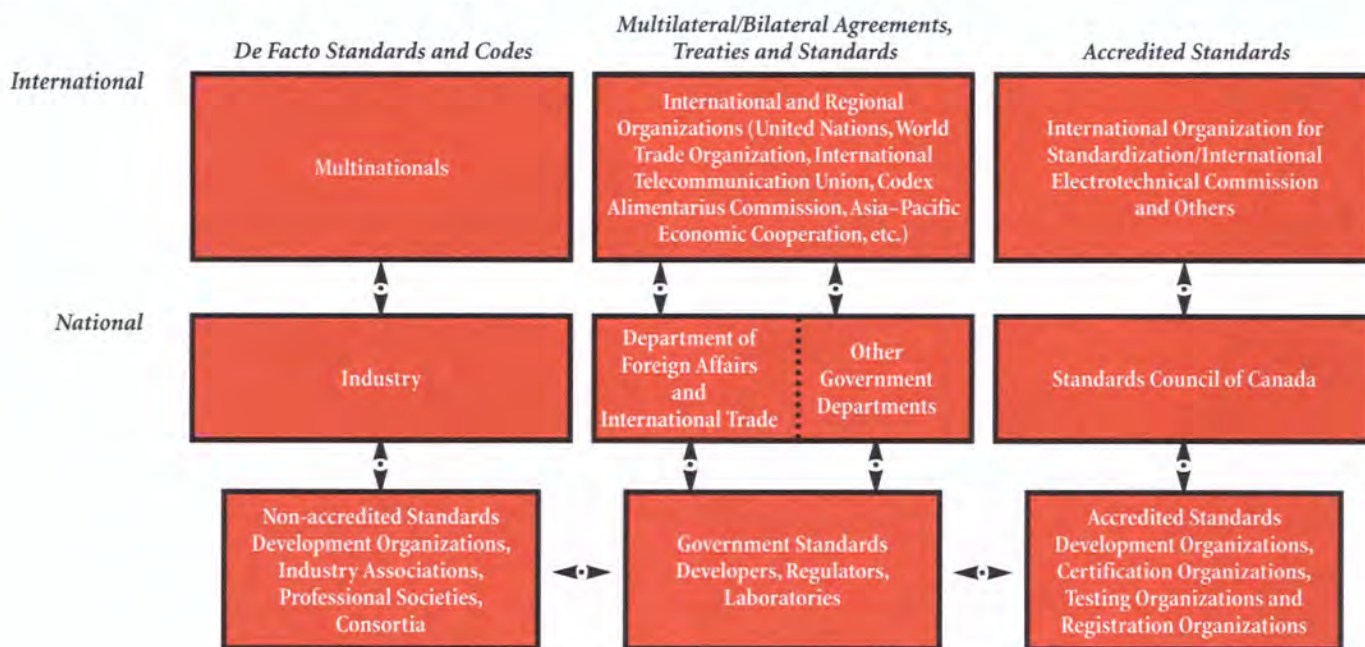 De Facto Standards and Codes
Multilateral/Bilateral Agreements,
Treaties and Standards
Accredited Standards
International
Multinationals
International and Regional
Organizations (United Nations, World
Trade Organization, International
Telecommunication Union, Codex
Alimentarius Commission, Asia–Pacific
Economic Cooperation, etc.)
International Organization for
Standardization/International
Electrotechnical Commission
and Others
National
Industry
Department of
Foreign Affairs
and
International Trade
Other
Government
Departments
Standards Council of Canada
Non-accredited Standards
Development Organizations,
Industry Associations,
Professional Societies,
Consortia
Government Standards
Developers, Regulators,
Laboratories
Accredited Standards
Development Organizations,
Certification Organizations,
Testing Organizations and
Registration Organizations